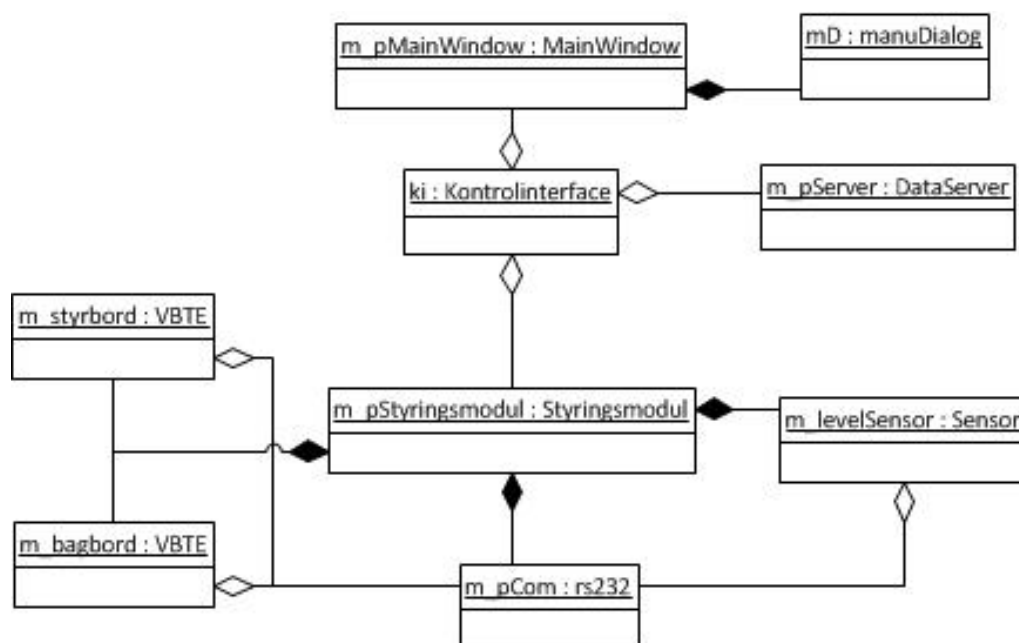 m_pMainWindow : MainWindow
mD : manuDialog
ki : Kontrolinterface
m_pServer : DataServer
m_styrbord : VBTE
m_pStyringsmodul : Styringsmodul
m_levelSensor : Sensor
m_bagbord : VBTE
m_pCom : rs232